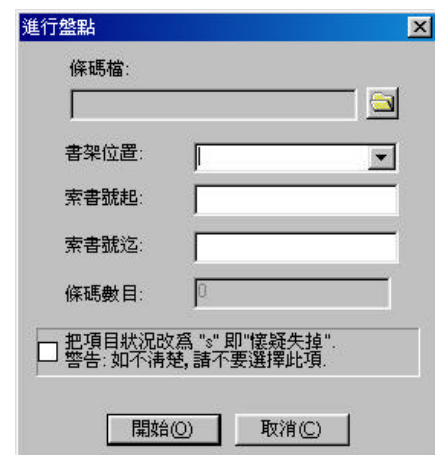 進行盤點
條碼檔:
書架位置:
索書號起:
索書號迄:
條碼數目: 0
把項目狀況改為 "s" 即"懷疑失掉".
警告: 如不清楚, 請不要選擇此項.
開始(O) 取消(C)